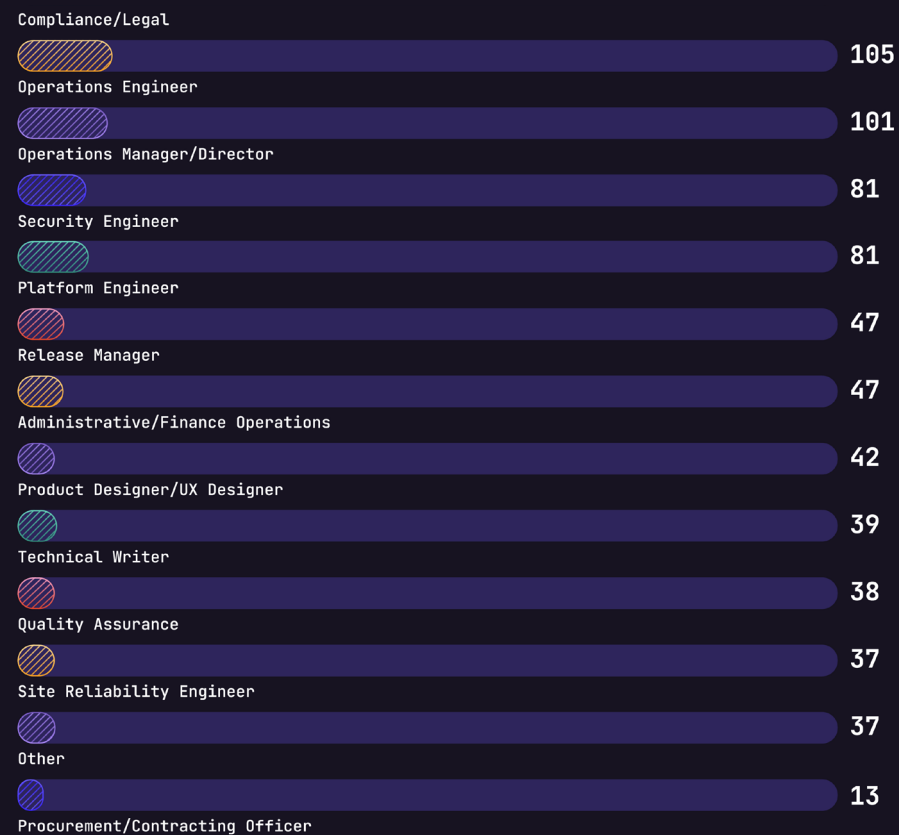 Compliance/Legal
105
Operations Engineer
101
Operations Manager/Director
81
Security Engineer
81
Platform Engineer
47
Release Manager
47
Administrative/Finance Operations
42
Product Designer/UX Designer
39
Technical Writer
38
Quality Assurance
37
Site Reliability Engineer
37
Other
13
Procurement/Contracting Officer